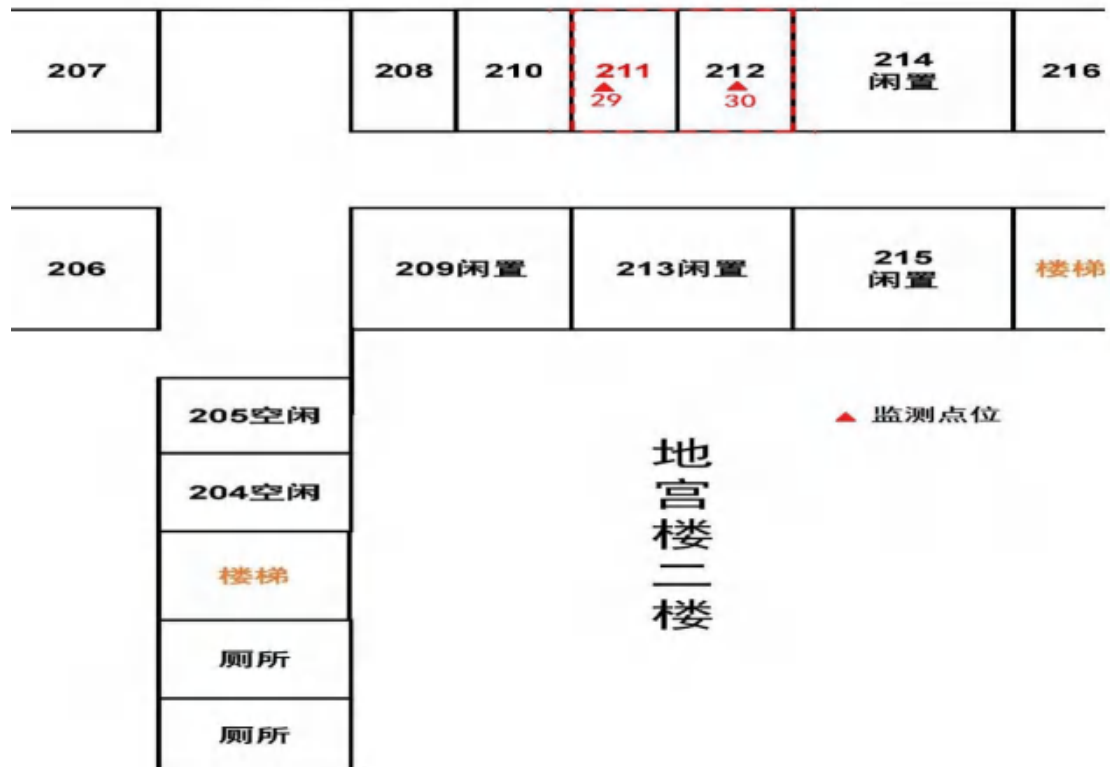 207
208
210
211
29
212
30
214
闲置
216
206
209闲置
213闲置
215
闲置
楼梯
205空闲
204空闲
楼梯
厕所
厕所
▲ 监测点位
地宫楼二楼